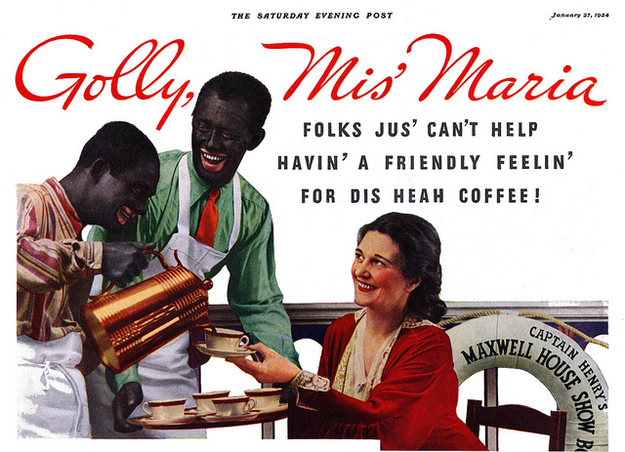 THE SATURDAY EVENING POST
January 27, 1934
Golly, Mis' Maria
FOLKS JUS' CAN'T HELP
HAVIN' A FRIENDLY FEELIN'
FOR DIS HEAH COFFEE!
CAPTAIN HENRY'S
MAXWELL HOUSE SHOW B